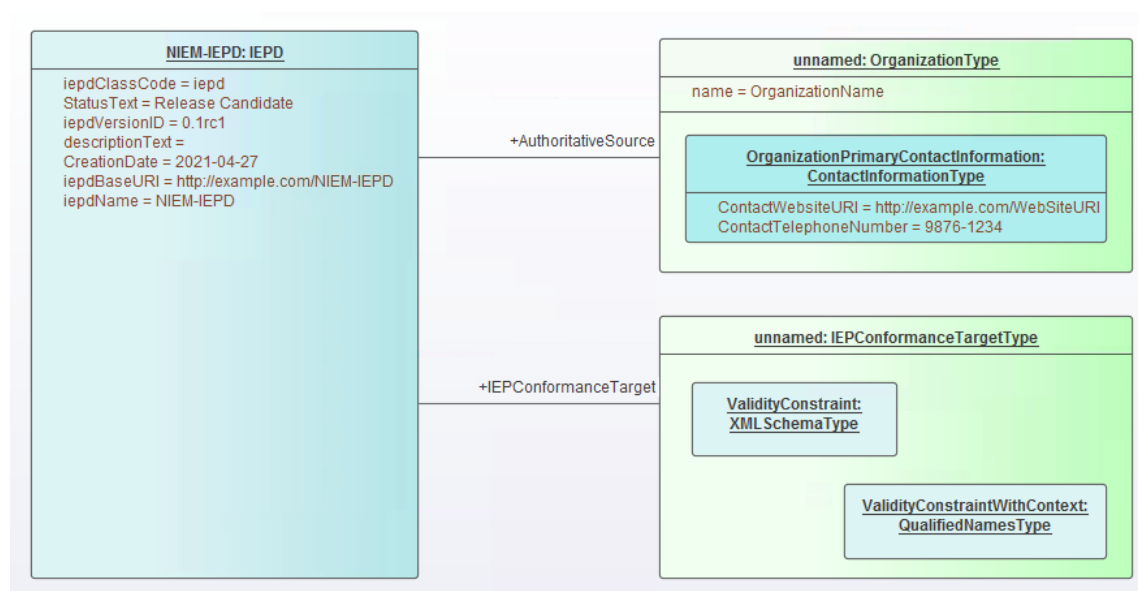 NIEM-IEPD: IEPD
iepdClassCode = iepd
StatusText = Release Candidate
iepdVersionID = 0.1rc1
descriptionText =
CreationDate = 2021-04-27
iepdBaseURI = http://example.com/NIEM-IEPD
iepdName = NIEM-IEPD
+AuthoritativeSource
unnamed: OrganizationType
name = OrganizationName
OrganizationPrimaryContactInformation:
ContactInformationType
ContactWebsiteURI = http://example.com/WebSiteURI
ContactTelephoneNumber = 9876-1234
+IEPConformanceTarget
unnamed: IEPConformanceTargetType
ValidityConstraint:
XMLSchemaType
ValidityConstraintWithContext:
QualifiedNamesType